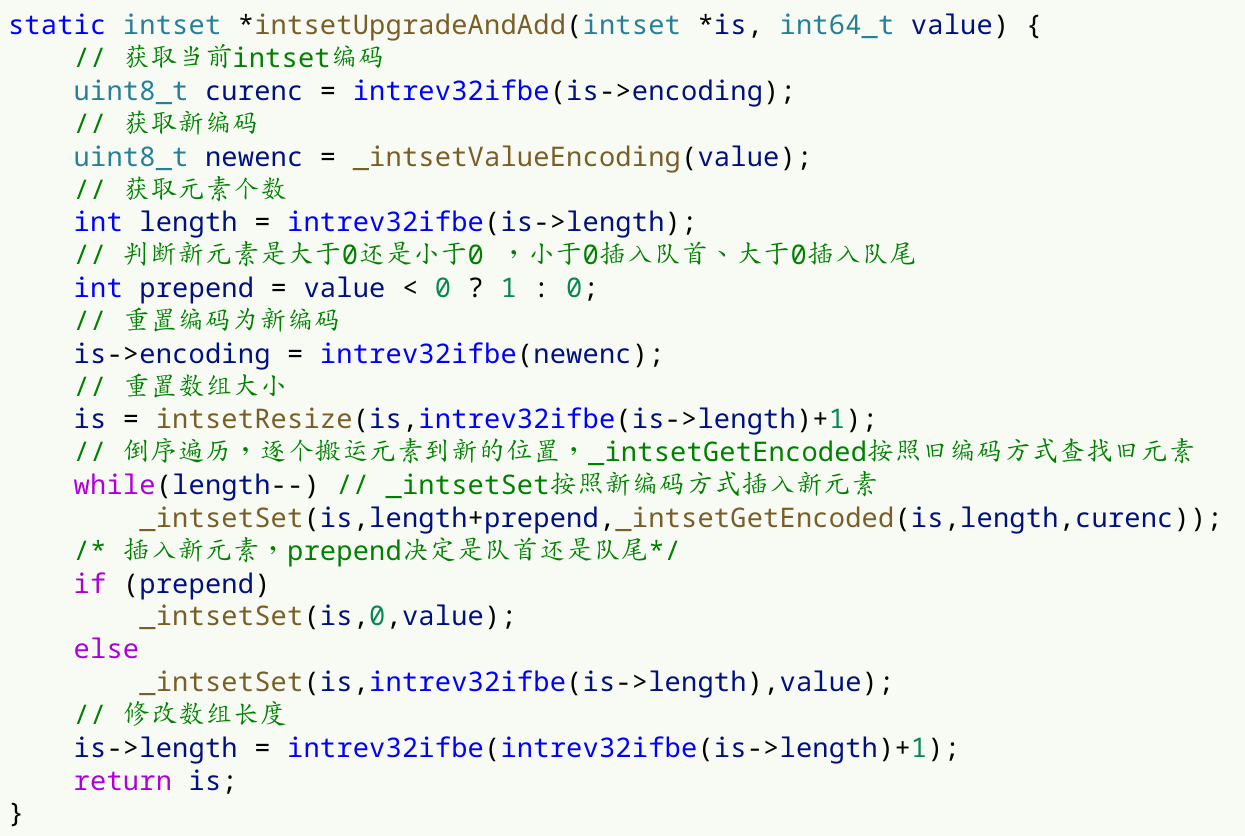 static intset *intsetUpgradeAndAdd(intset *is, int64_t value) {
    // 获取当前intset编码
    uint8_t curenc = intrev32ifbe(is->encoding);
    // 获取新编码
    uint8_t newenc = _intsetValueEncoding(value);
    // 获取元素个数
    int length = intrev32ifbe(is->length);
    // 判断新元素是大于0还是小于0 ，小于0插入队首、大于0插入队尾
    int prepend = value < 0 ? 1 : 0;
    // 重置编码为新编码
    is->encoding = intrev32ifbe(newenc);
    // 重置数组大小
    is = intsetResize(is,intrev32ifbe(is->length)+1);
    // 倒序遍历，逐个搬运元素到新的位置，_intsetGetEncoded按照旧编码方式查找旧元素
    while(length--) // _intsetSet按照新编码方式插入新元素
        _intsetSet(is,length+prepend,_intsetGetEncoded(is,length,curenc));
    /* 插入新元素，prepend决定是队首还是队尾*/
    if (prepend)
        _intsetSet(is,0,value);
    else
        _intsetSet(is,intrev32ifbe(is->length),value);
    // 修改数组长度
    is->length = intrev32ifbe(intrev32ifbe(is->length)+1);
    return is;
}